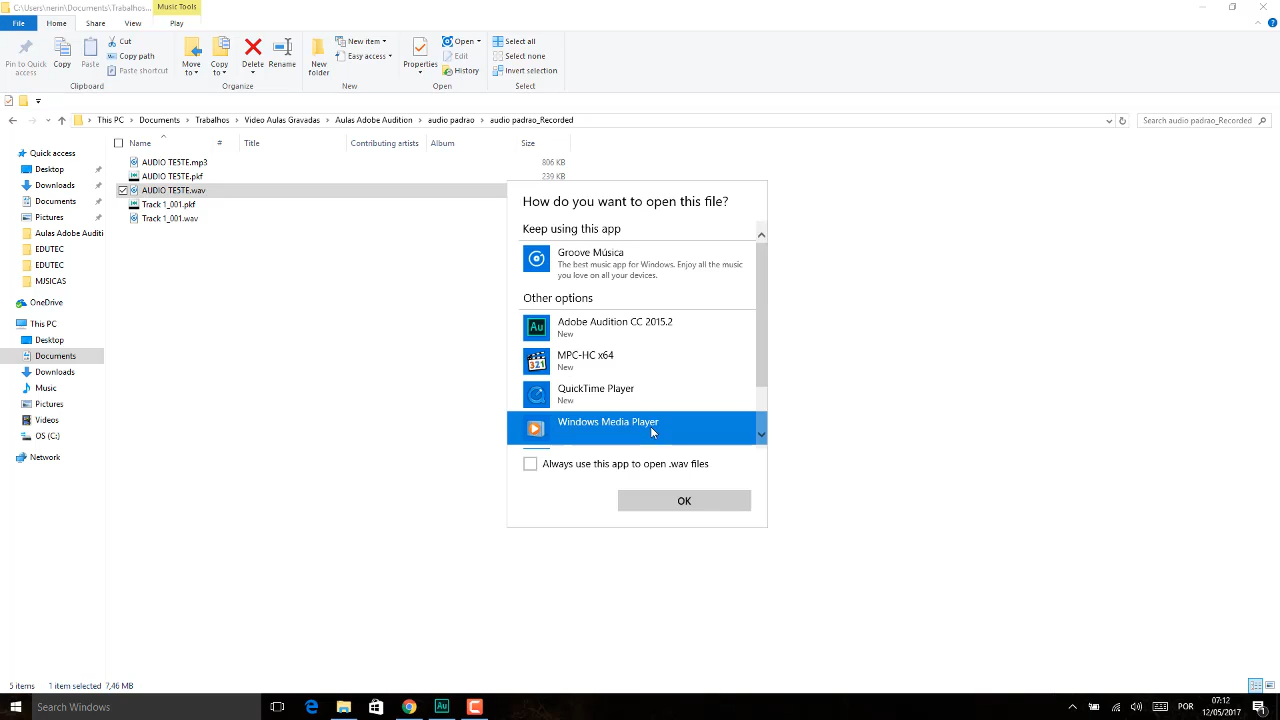 C:\Users\nerin\Documents\Trabalhos...
Music Tools
File
Home
Share
View
Play
Pin to Quick access
Copy
Paste
Cut
Copy path
Paste shortcut
Clipboard
Move to
Copy to
Delete
Rename
Organize
New folder
New item
Easy access
New
Properties
Open
Edit
History
Open
Select all
Select none
Invert selection
Select
This PC > Documents > Trabalhos > Video Aulas Gravadas > Aulas Adobe Audition > audio padrao > audio padrao_Recorded
Search audio padrao_Recorded
Name # Title Contributing artists Album Size
Quick access
Desktop
Downloads
Documents
Pictures
Aulas Adobe Auditi
EDUTEC
EDUTEC
MJSICAS
OneDrive
This PC
Desktop
Documents
Downloads
Music
Pictures
Videos
OS (C:)
Network
AUDIO TE5TE.mp3 806 KB
AUDIO TE5TE.pkf 239 KB
AUDIO TE5TE.wav
Track 1_001.pkf
Track 1_001.wav
How do you want to open this file?
Keep using this app
Groove Música
The best music app for Windows. Enjoy all the music
you love on all your devices.
Other options
Au
Adobe Audition CC 2015.2
New
321
MPC-HC x64
New
QuickTime Player
New
Windows Media Player
Always use this app to open .wav files
OK
5 items 1 item selected 7,46 MB
Search Windows
Au
POR
07:12
12/05/2017
1